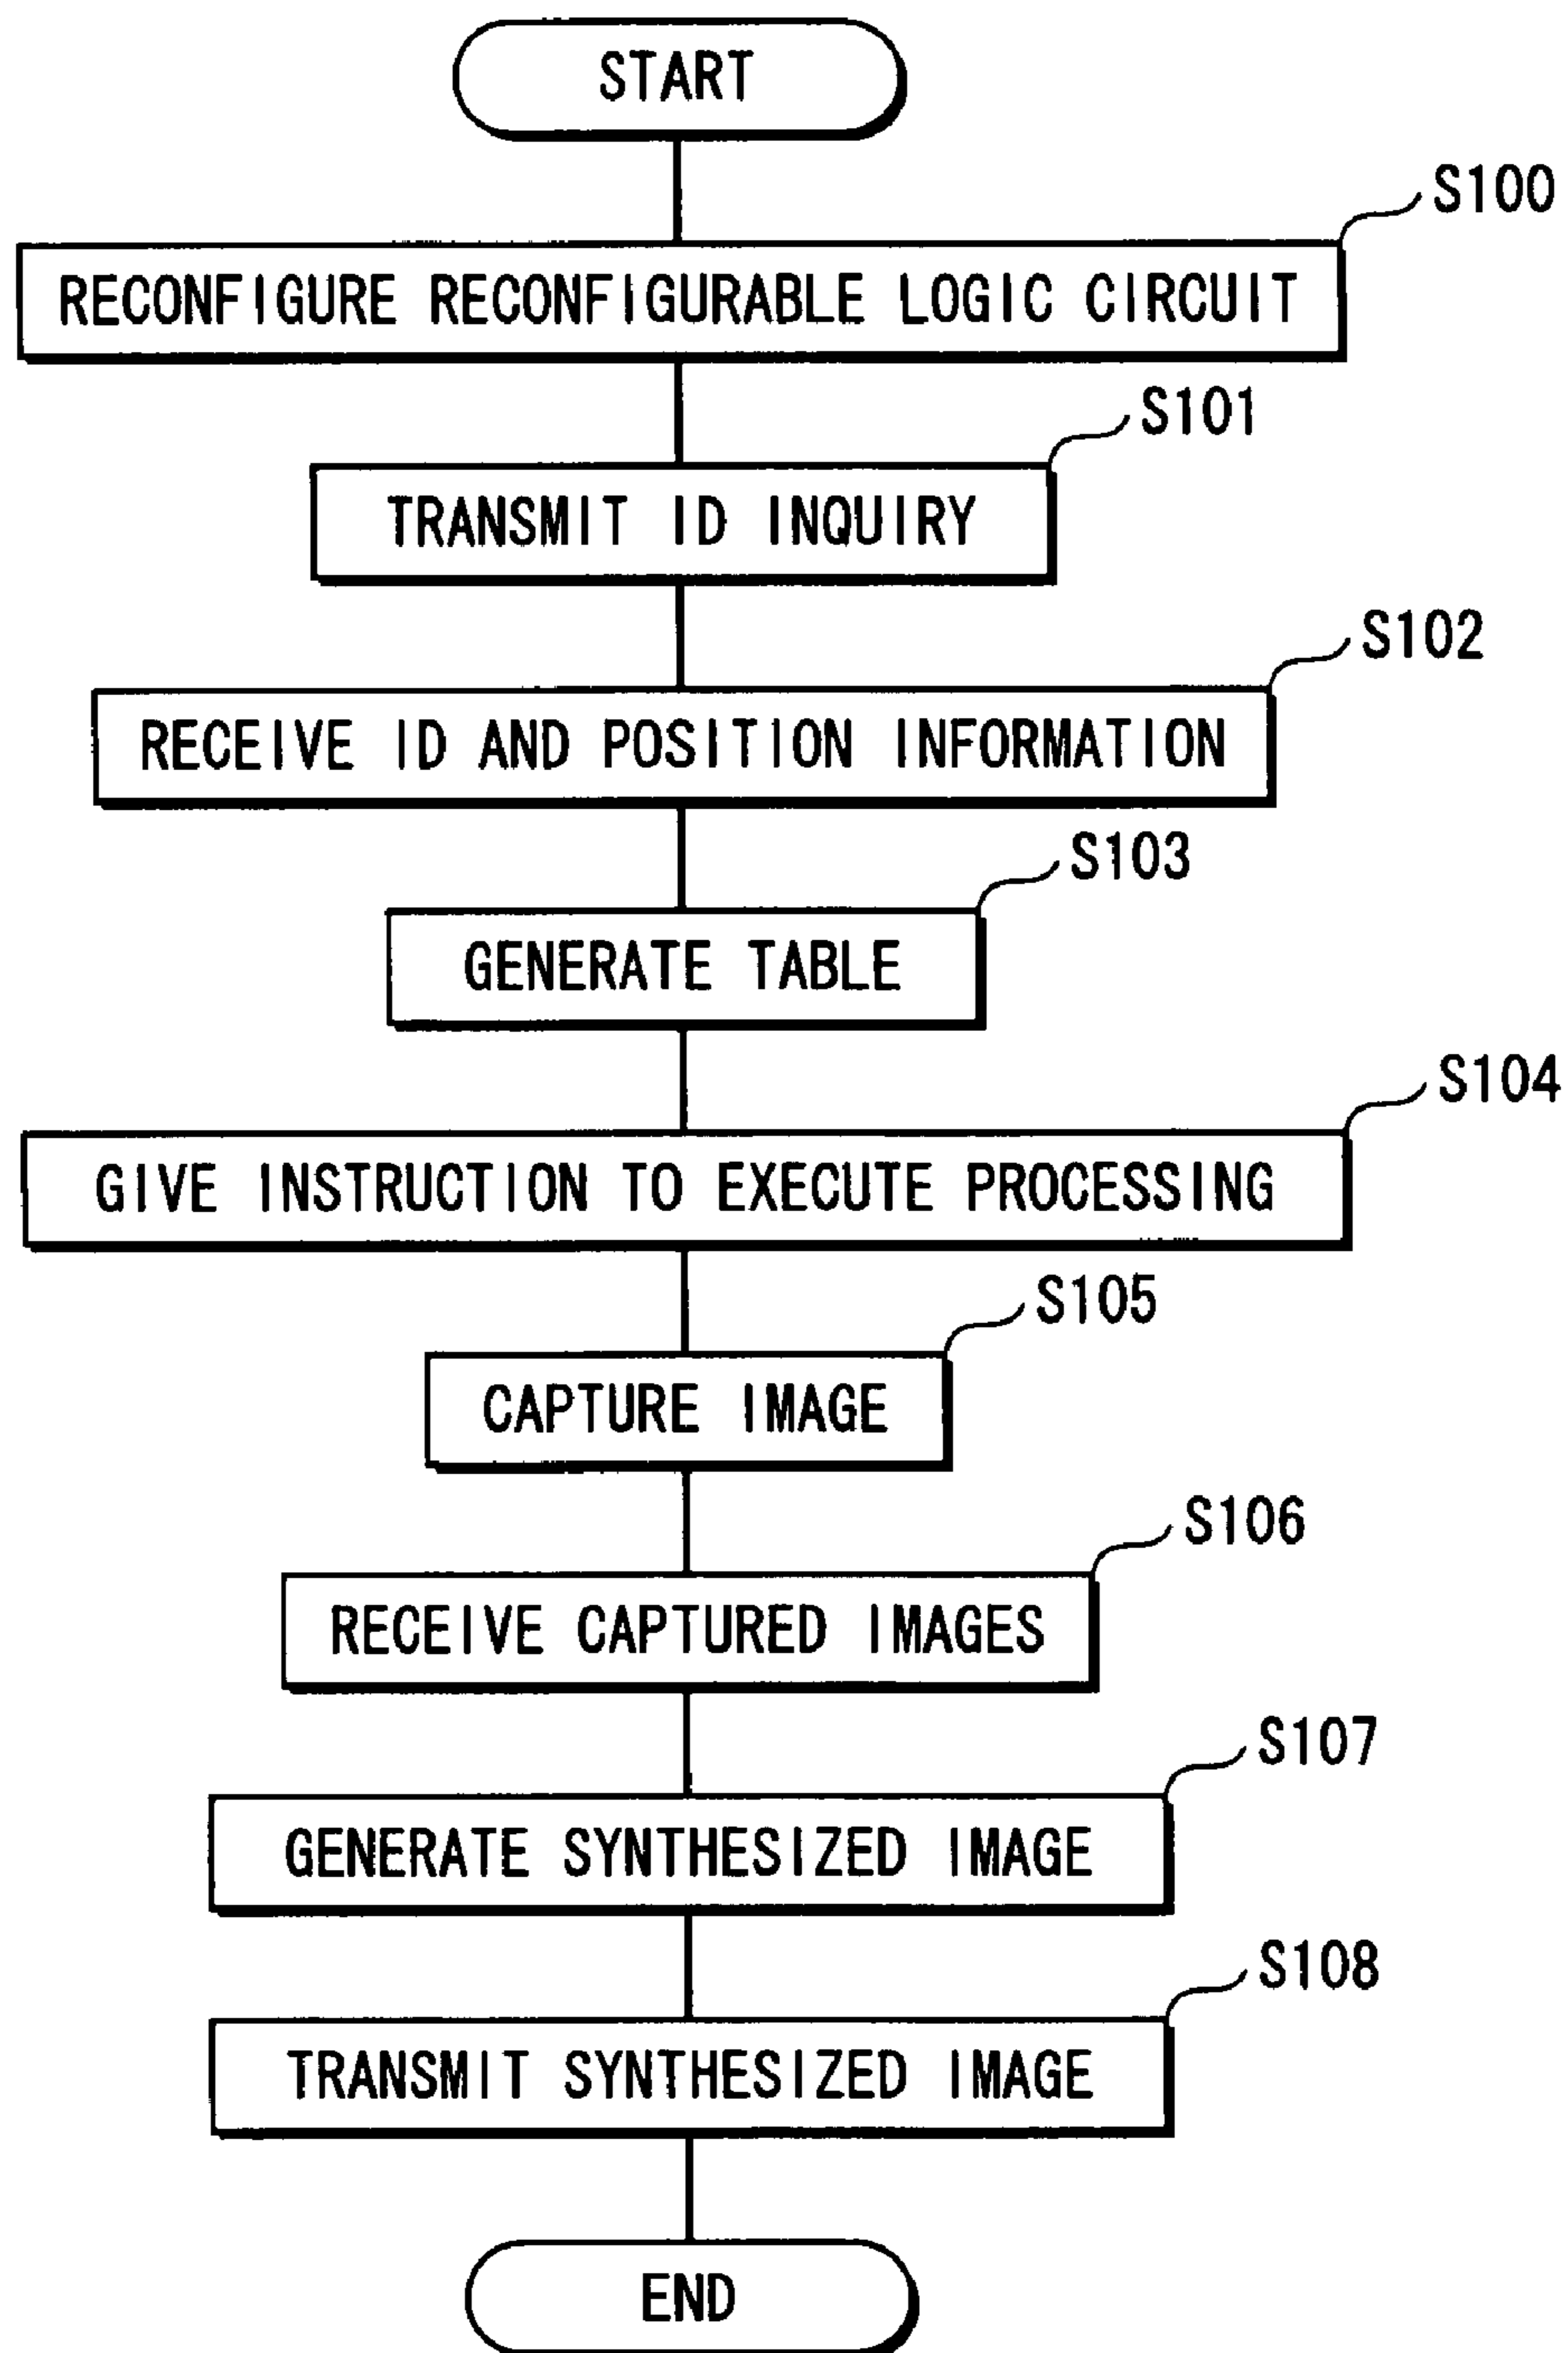 START
S100
RECONFIGURE RECONFIGURABLE LOGIC CIRCUIT
S101
TRANSMIT ID INQUIRY
S102
RECEIVE ID AND POSITION INFORMATION
S103
GENERATE TABLE
S104
GIVE INSTRUCTION TO EXECUTE PROCESSING
S105
CAPTURE IMAGE
S106
RECEIVE CAPTURED IMAGES
S107
GENERATE SYNTHESIZED IMAGE
S108
TRANSMIT SYNTHESIZED IMAGE
END